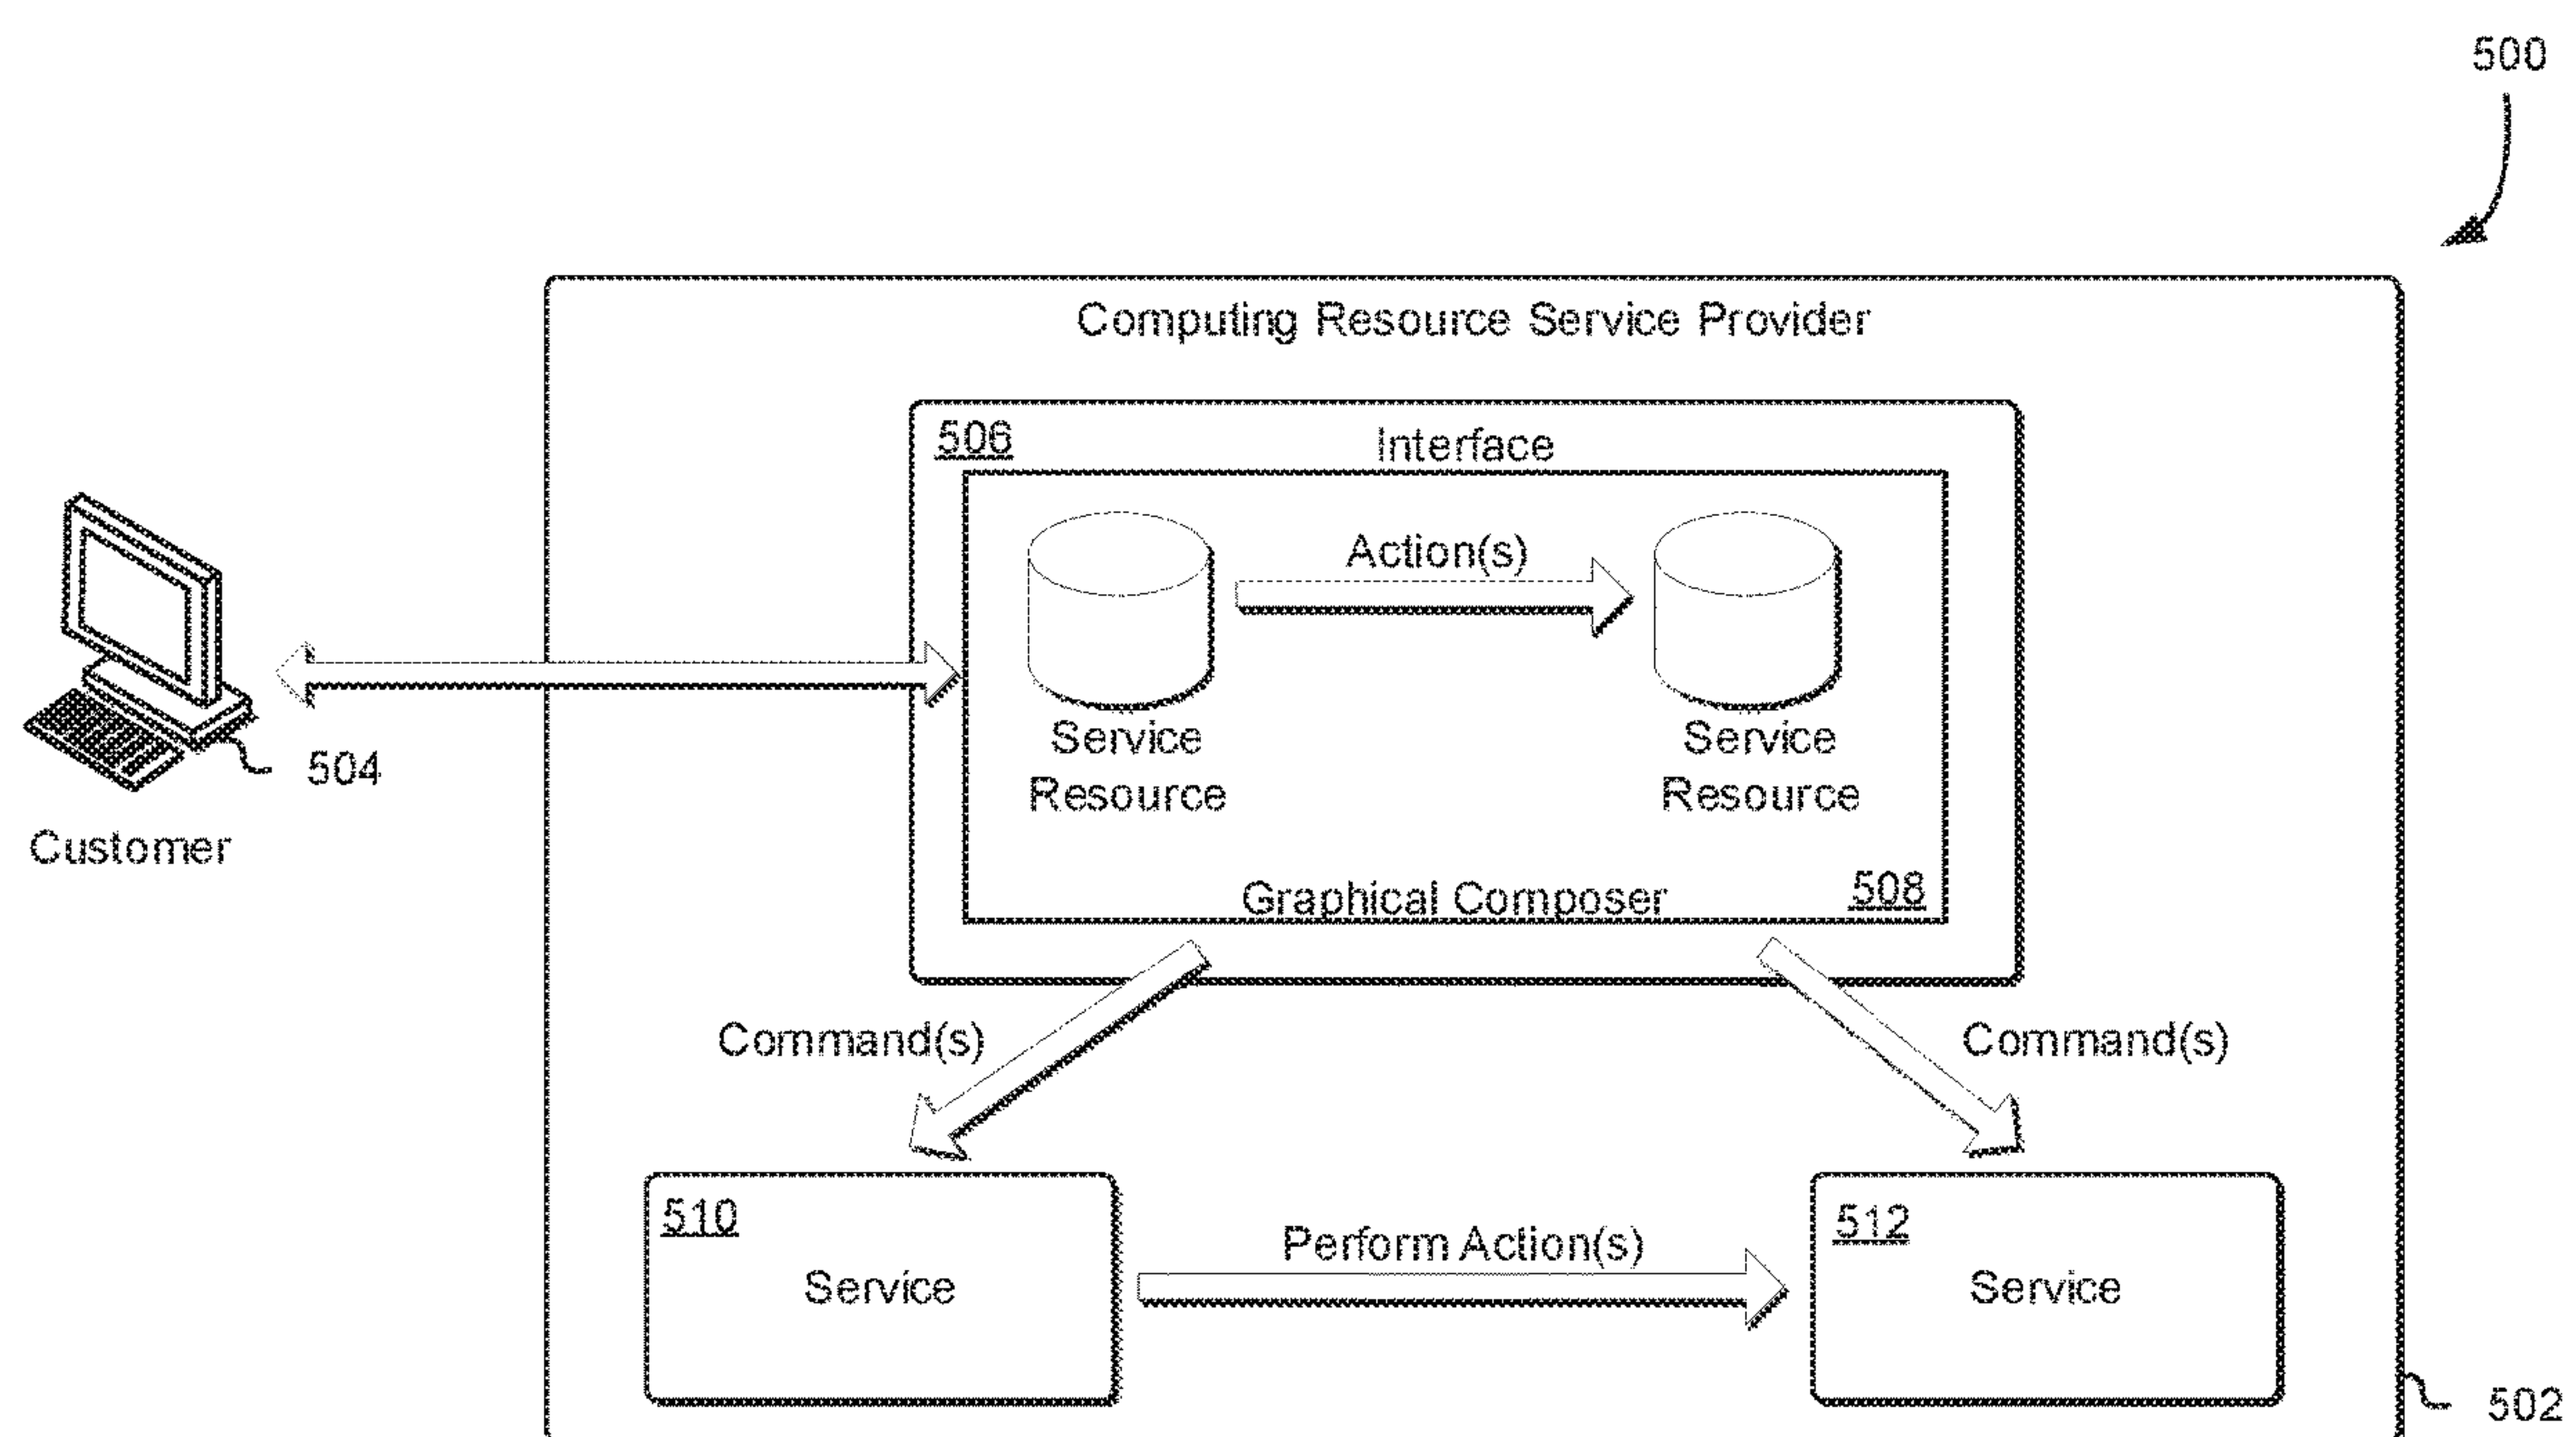 500
Computing Resource Service Provider
506
Interface
Action(s)
Service
Resource
Service
Resource
504
Customer
Graphical Composer
508
Command(s)
Command(s)
510
Service
Perform Action(s)
512
Service
502